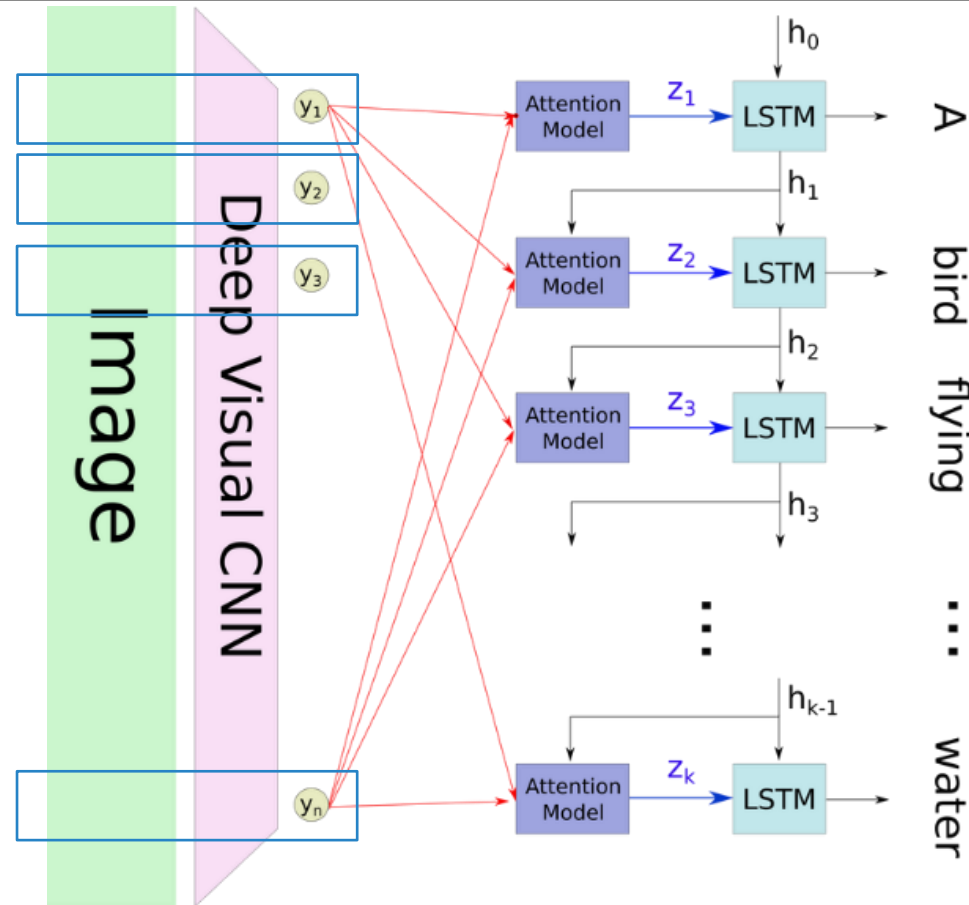 Image
Deep Visual CNN
y₁
y₂
y₃
yₙ
h₀
Attention
Model
z₁
LSTM
A
h₁
Attention
Model
z₂
LSTM
bird
h₂
Attention
Model
z₃
LSTM
flying
h₃
...
...
hₖ₋₁
Attention
Model
zₖ
LSTM
water